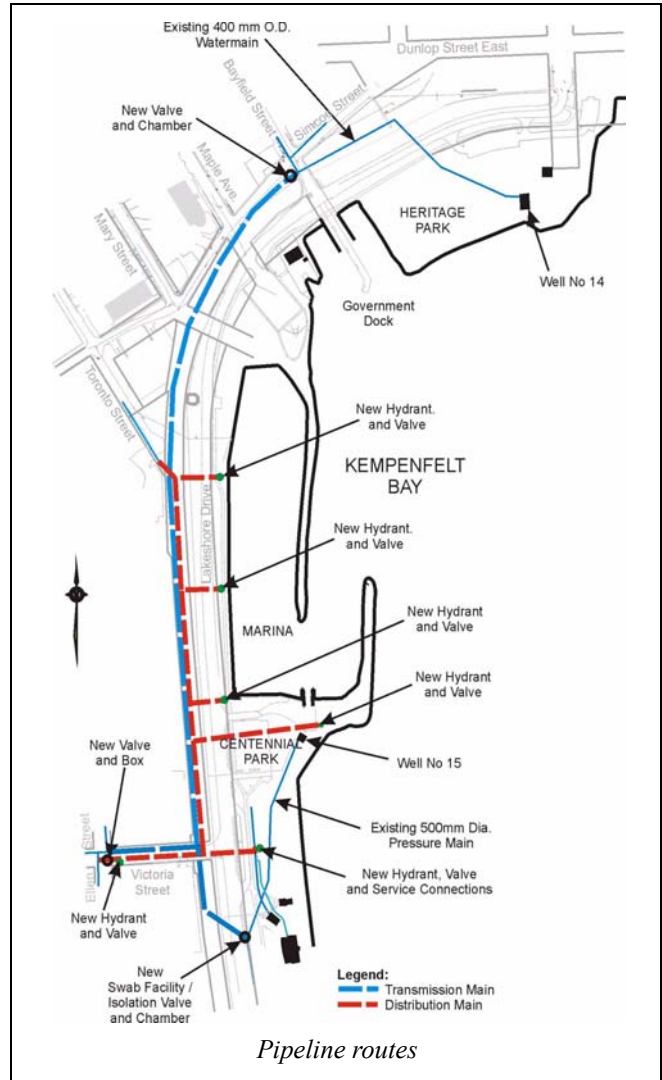 Existing 400 mm O.D.
Watermain
Dunlop Street East
Bayfield Street
Simcoe Street
New Valve
and Chamber
Maple Ave.
Mary Street
HERITAGE
PARK
Well No 14
Government
Dock
Toronto Street
New Hydrant.
and Valve
KEMPENFELT
BAY
Lakeshore Drive
New Hydrant.
and Valve
MARINA
New Hydrant
and Valve
New Hydrant
and Valve
New Valve
and Box
CENTENNIAL
PARK
Well No 15
Existing 500mm Dia.
Pressure Main
Ellen Street
Victoria
Street
New Hydrant, Valve
and Service Connections
New Hydrant
and Valve
New
Swab Facility /
Isolation Valve
and Chamber
Legend:
Transmission Main
Distribution Main
Pipeline routes